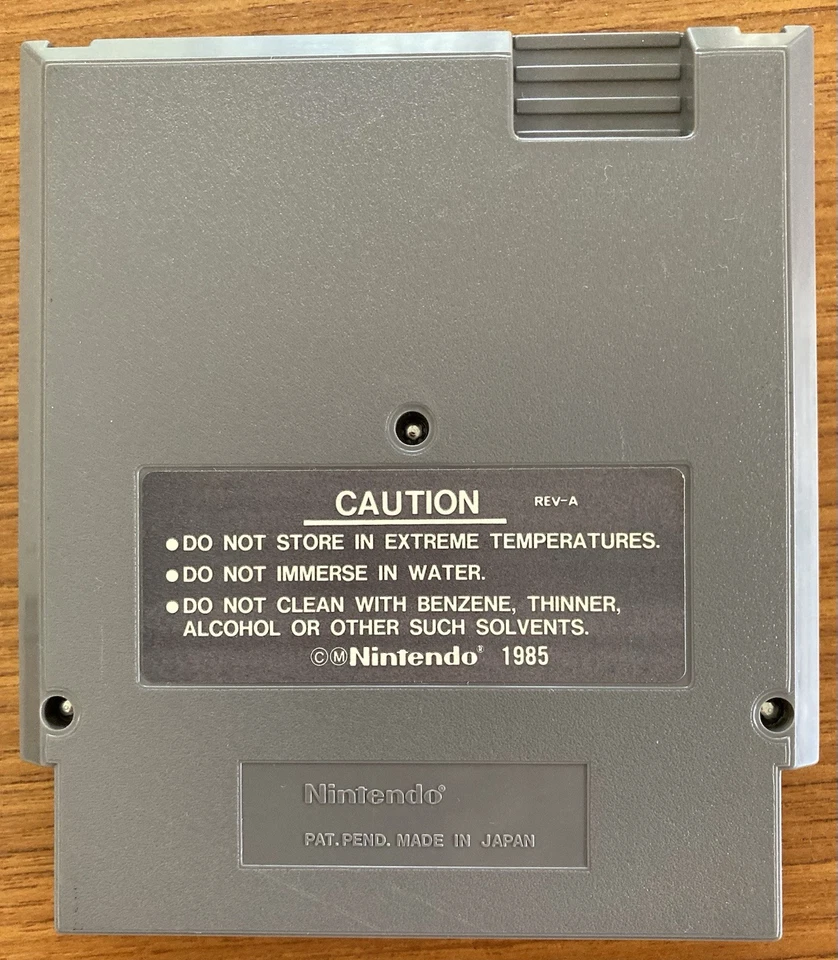 CAUTION REV-A
●DO NOT STORE IN EXTREME TEMPERATURES.
●DO NOT IMMERSE IN WATER.
●DO NOT CLEAN WITH BENZENE, THINNER,
ALCOHOL OR OTHER SUCH SOLVENTS.
ⒸⓂNintendo® 1985
Nintendo®
PAT.PEND. MADE IN JAPAN